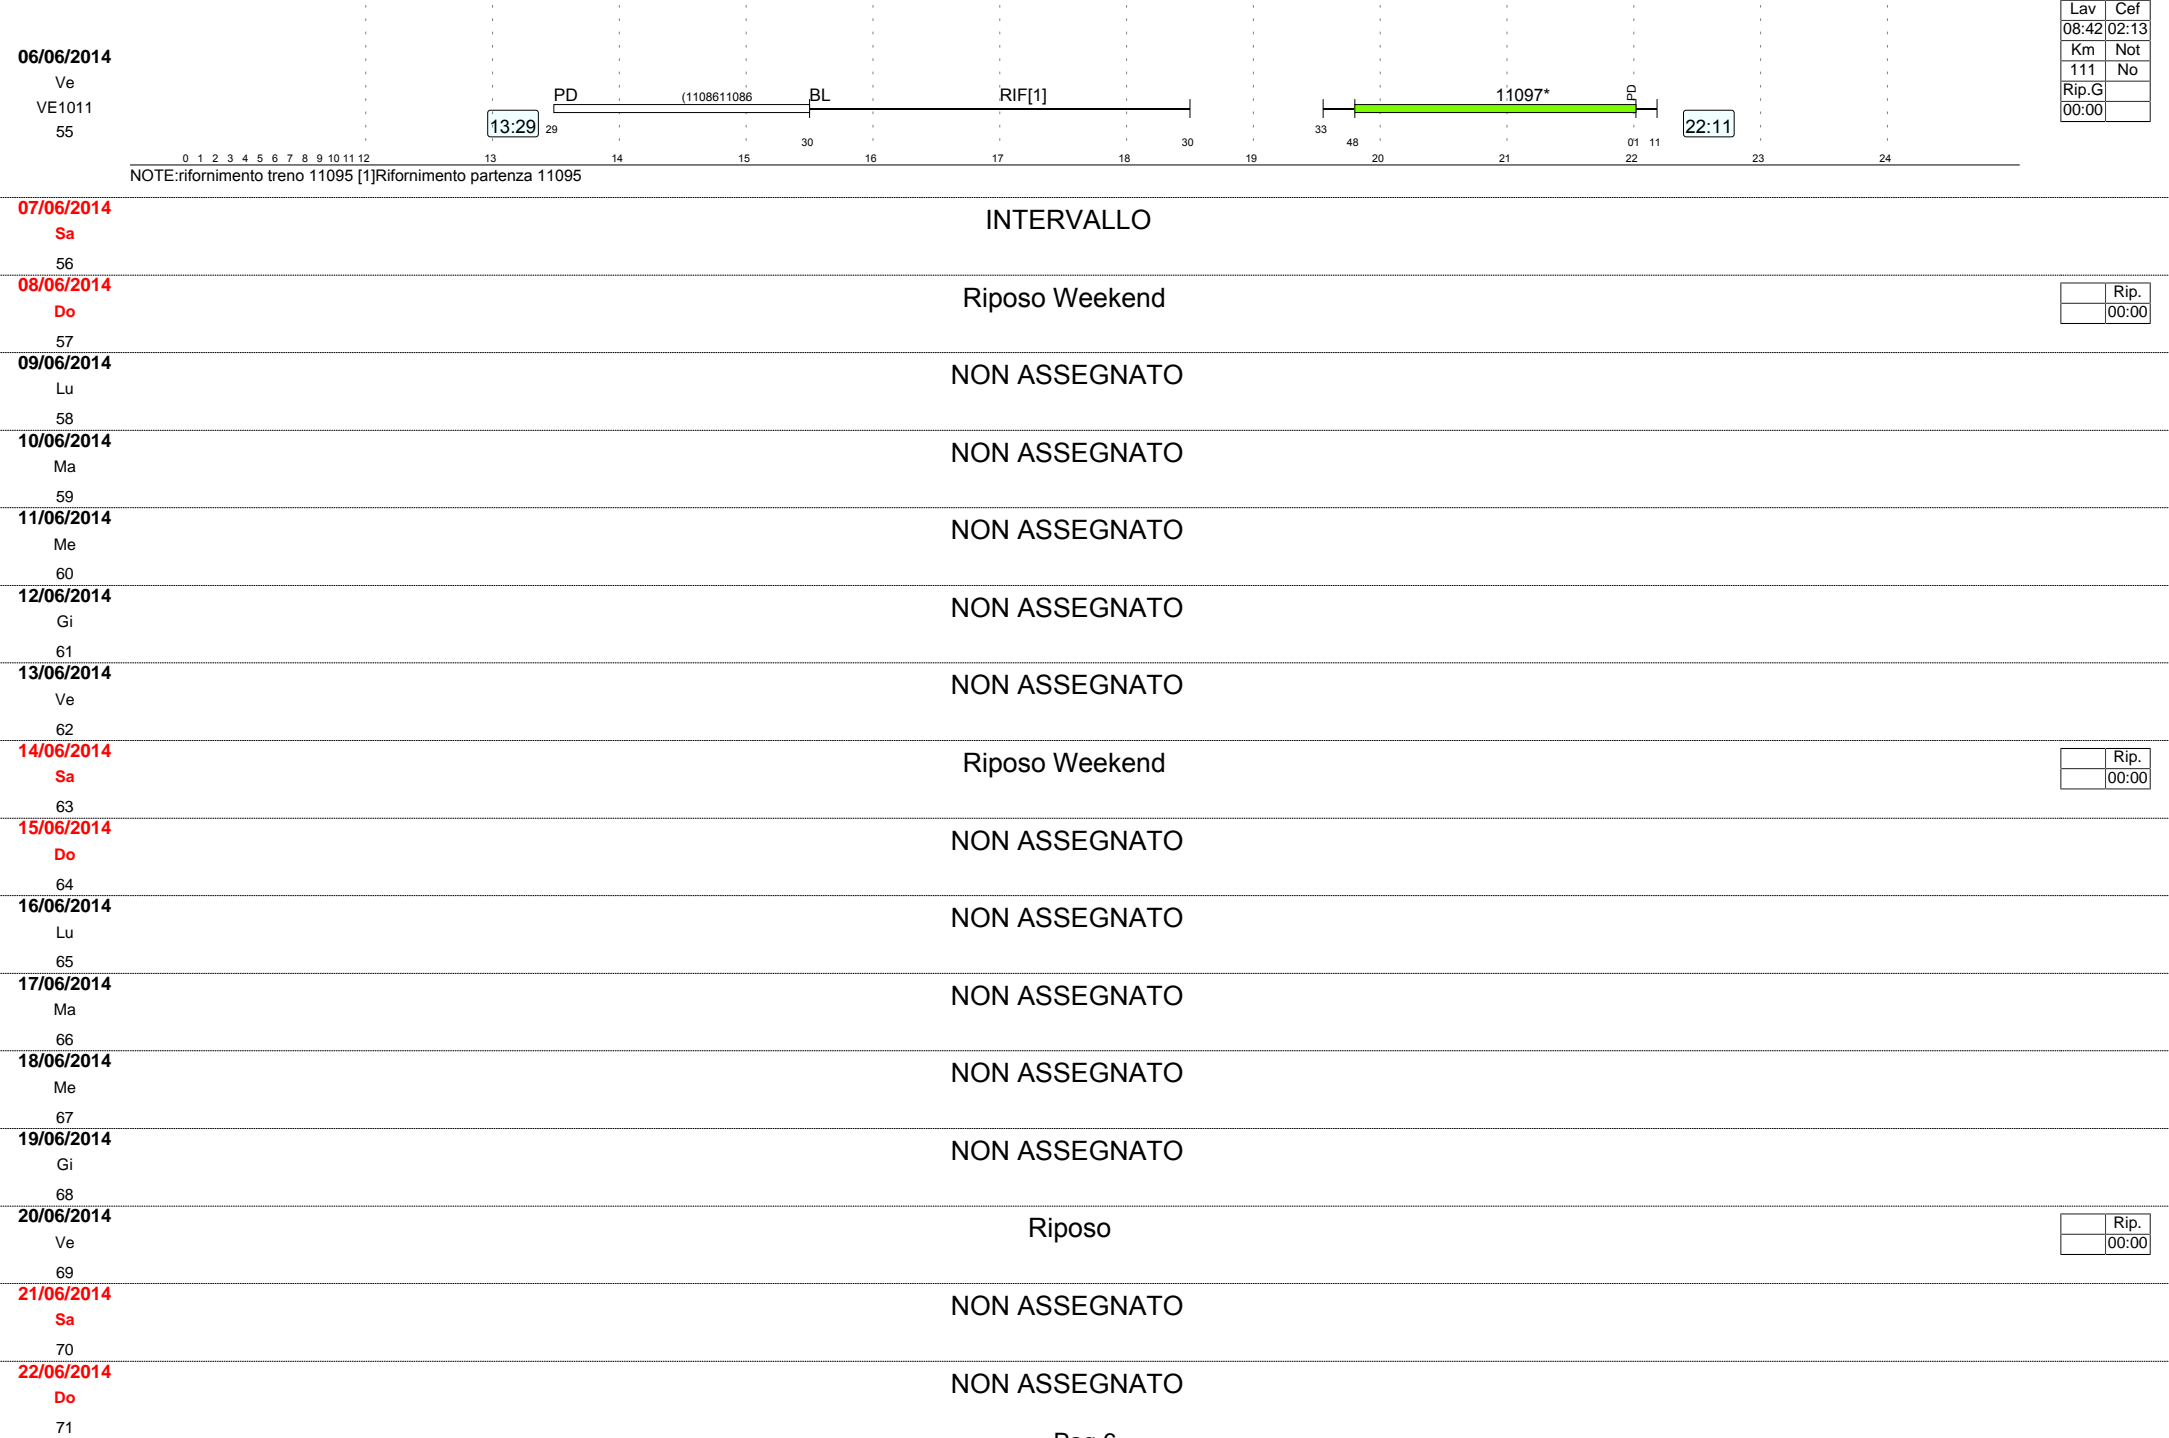 Lav Cef
08:42 02:13
06/06/2014
Km Not
Ve
111 No
PD (1108611086 BL RIF[1] 11097* PD
Rip.G
VE1011
00:00
13:29 29 33 22:11
55
30 30 48 01 11
0 1 2 3 4 5 6 7 8 9 10 11 12 13 14 15 16 17 18 19 20 21 22 23 24
NOTE:rifornimento treno 11095 [1]Rifornimento partenza 11095
07/06/2014
INTERVALLO
Sa
56
08/06/2014
Riposo Weekend
Rip.
Do
00:00
57
09/06/2014
NON ASSEGNATO
Lu
58
10/06/2014
NON ASSEGNATO
Ma
59
11/06/2014
NON ASSEGNATO
Me
60
12/06/2014
NON ASSEGNATO
Gi
61
13/06/2014
NON ASSEGNATO
Ve
62
14/06/2014
Riposo Weekend
Rip.
Sa
00:00
63
15/06/2014
NON ASSEGNATO
Do
64
16/06/2014
NON ASSEGNATO
Lu
65
17/06/2014
NON ASSEGNATO
Ma
66
18/06/2014
NON ASSEGNATO
Me
67
19/06/2014
NON ASSEGNATO
Gi
68
20/06/2014
Riposo
Rip.
Ve
00:00
69
21/06/2014
NON ASSEGNATO
Sa
70
22/06/2014
NON ASSEGNATO
Do
71
Pag 6